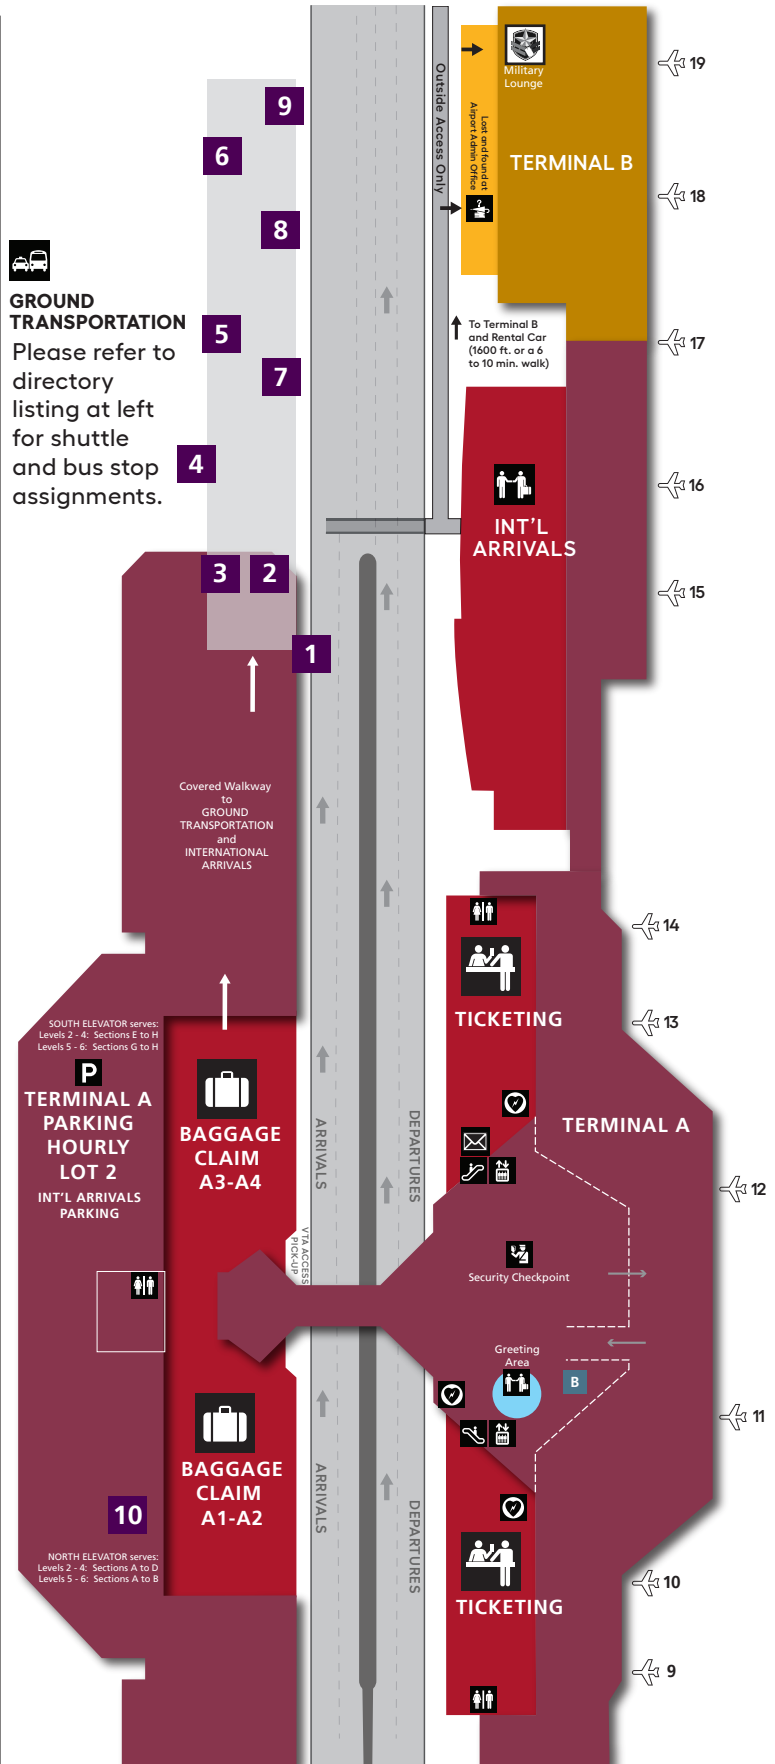 9
6
8
5
7
4
3
2
1
GROUND
TRANSPORTATION
Please refer to
directory
listing at left
for shuttle
and bus stop
assignments.
Outside Access Only
Lost and found at
Airport Admin Office
Military
Lounge
TERMINAL B
19
18
17
16
15
To Terminal B
and Rental Car
(1600 ft. or a 6
to 10 min. walk)
INT'L
ARRIVALS
Covered Walkway
to
GROUND
TRANSPORTATION
and
INTERNATIONAL
ARRIVALS
14
13
TICKETING
SOUTH ELEVATOR serves:
Levels 2 - 4: Sections E to H
Levels 5 - 6: Sections G to H
P
TERMINAL A
PARKING
HOURLY
LOT 2
INT'L ARRIVALS
PARKING
BAGGAGE
CLAIM
A3-A4
ARRIVALS
DEPARTURES
TERMINAL A
12
VTA ACCESS
PICK-UP
Security Checkpoint
Greeting
Area
B
11
BAGGAGE
CLAIM
A1-A2
ARRIVALS
DEPARTURES
10
NORTH ELEVATOR serves:
Levels 2 - 4: Sections A to D
Levels 5 - 6: Sections A to B
TICKETING
10
9